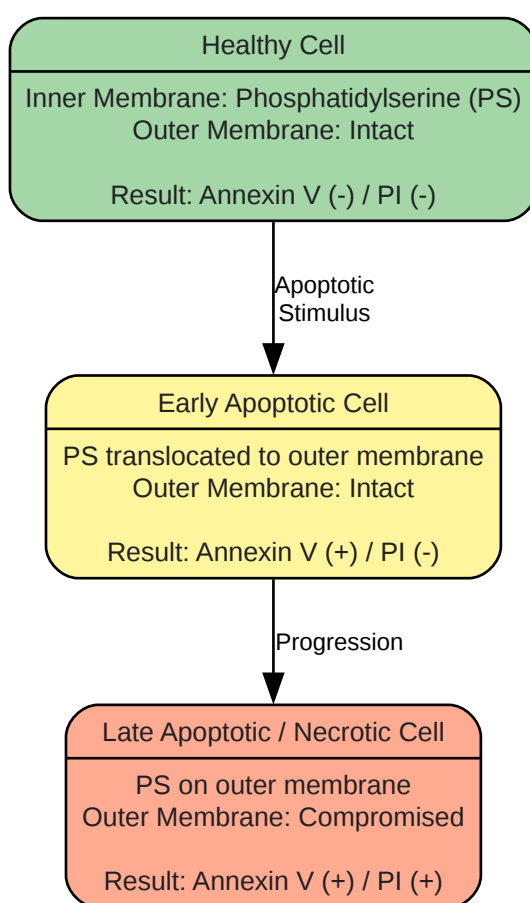 Healthy Cell
Inner Membrane: Phosphatidylserine (PS)
Outer Membrane: Intact
Result: Annexin V (-) / PI (-)
Apoptotic
Stimulus
Early Apoptotic Cell
PS translocated to outer membrane
Outer Membrane: Intact
Result: Annexin V (+) / PI (-)
Progression
Late Apoptotic / Necrotic Cell
PS on outer membrane
Outer Membrane: Compromised
Result: Annexin V (+) / PI (+)